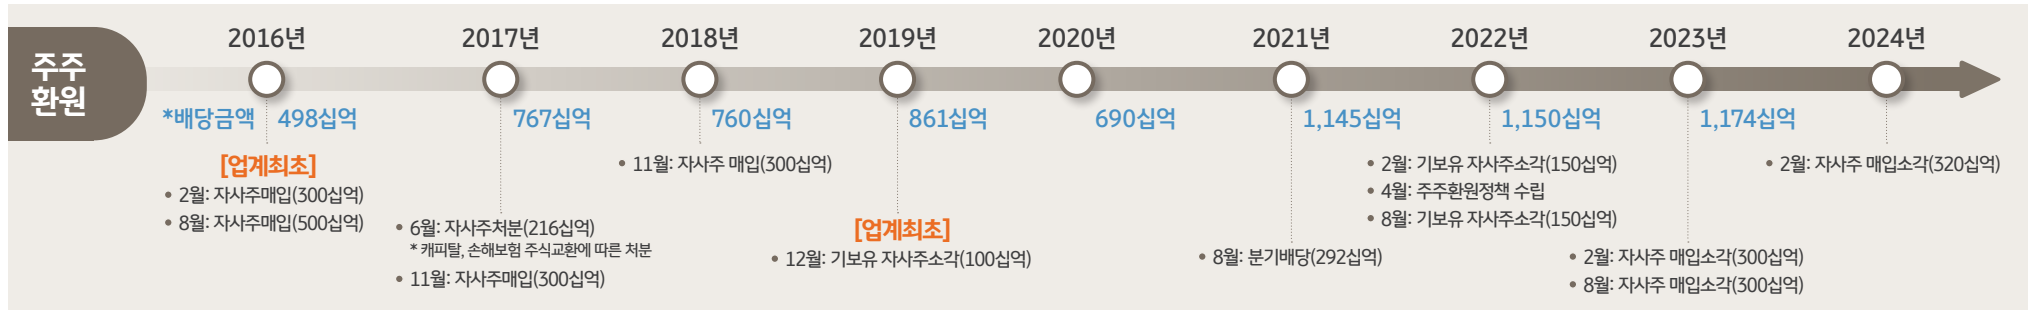 주주
환원
2016년 2017년 2018년 2019년 2020년 2021년 2022년 2023년 2024년
*배당금액 498십억 767십억 760십억 861십억 690십억 1,145십억 1,150십억 1,174십억
[업계최초]
• 2월: 자사주매입(300십억)
• 8월: 자사주매입(500십억)
• 6월: 자사주처분(216십억)
* 캐피탈, 손해보험 주식교환에 따른 처분
• 11월: 자사주매입(300십억)
• 11월: 자사주 매입(300십억)
[업계최초]
• 12월: 기보유 자사주소각(100십억)
• 8월: 분기배당(292십억)
• 2월: 기보유 자사주소각(150십억)
• 4월: 주주환원정책 수립
• 8월: 기보유 자사주소각(150십억)
• 2월: 자사주 매입소각(300십억)
• 8월: 자사주 매입소각(300십억)
• 2월: 자사주 매입소각(320십억)